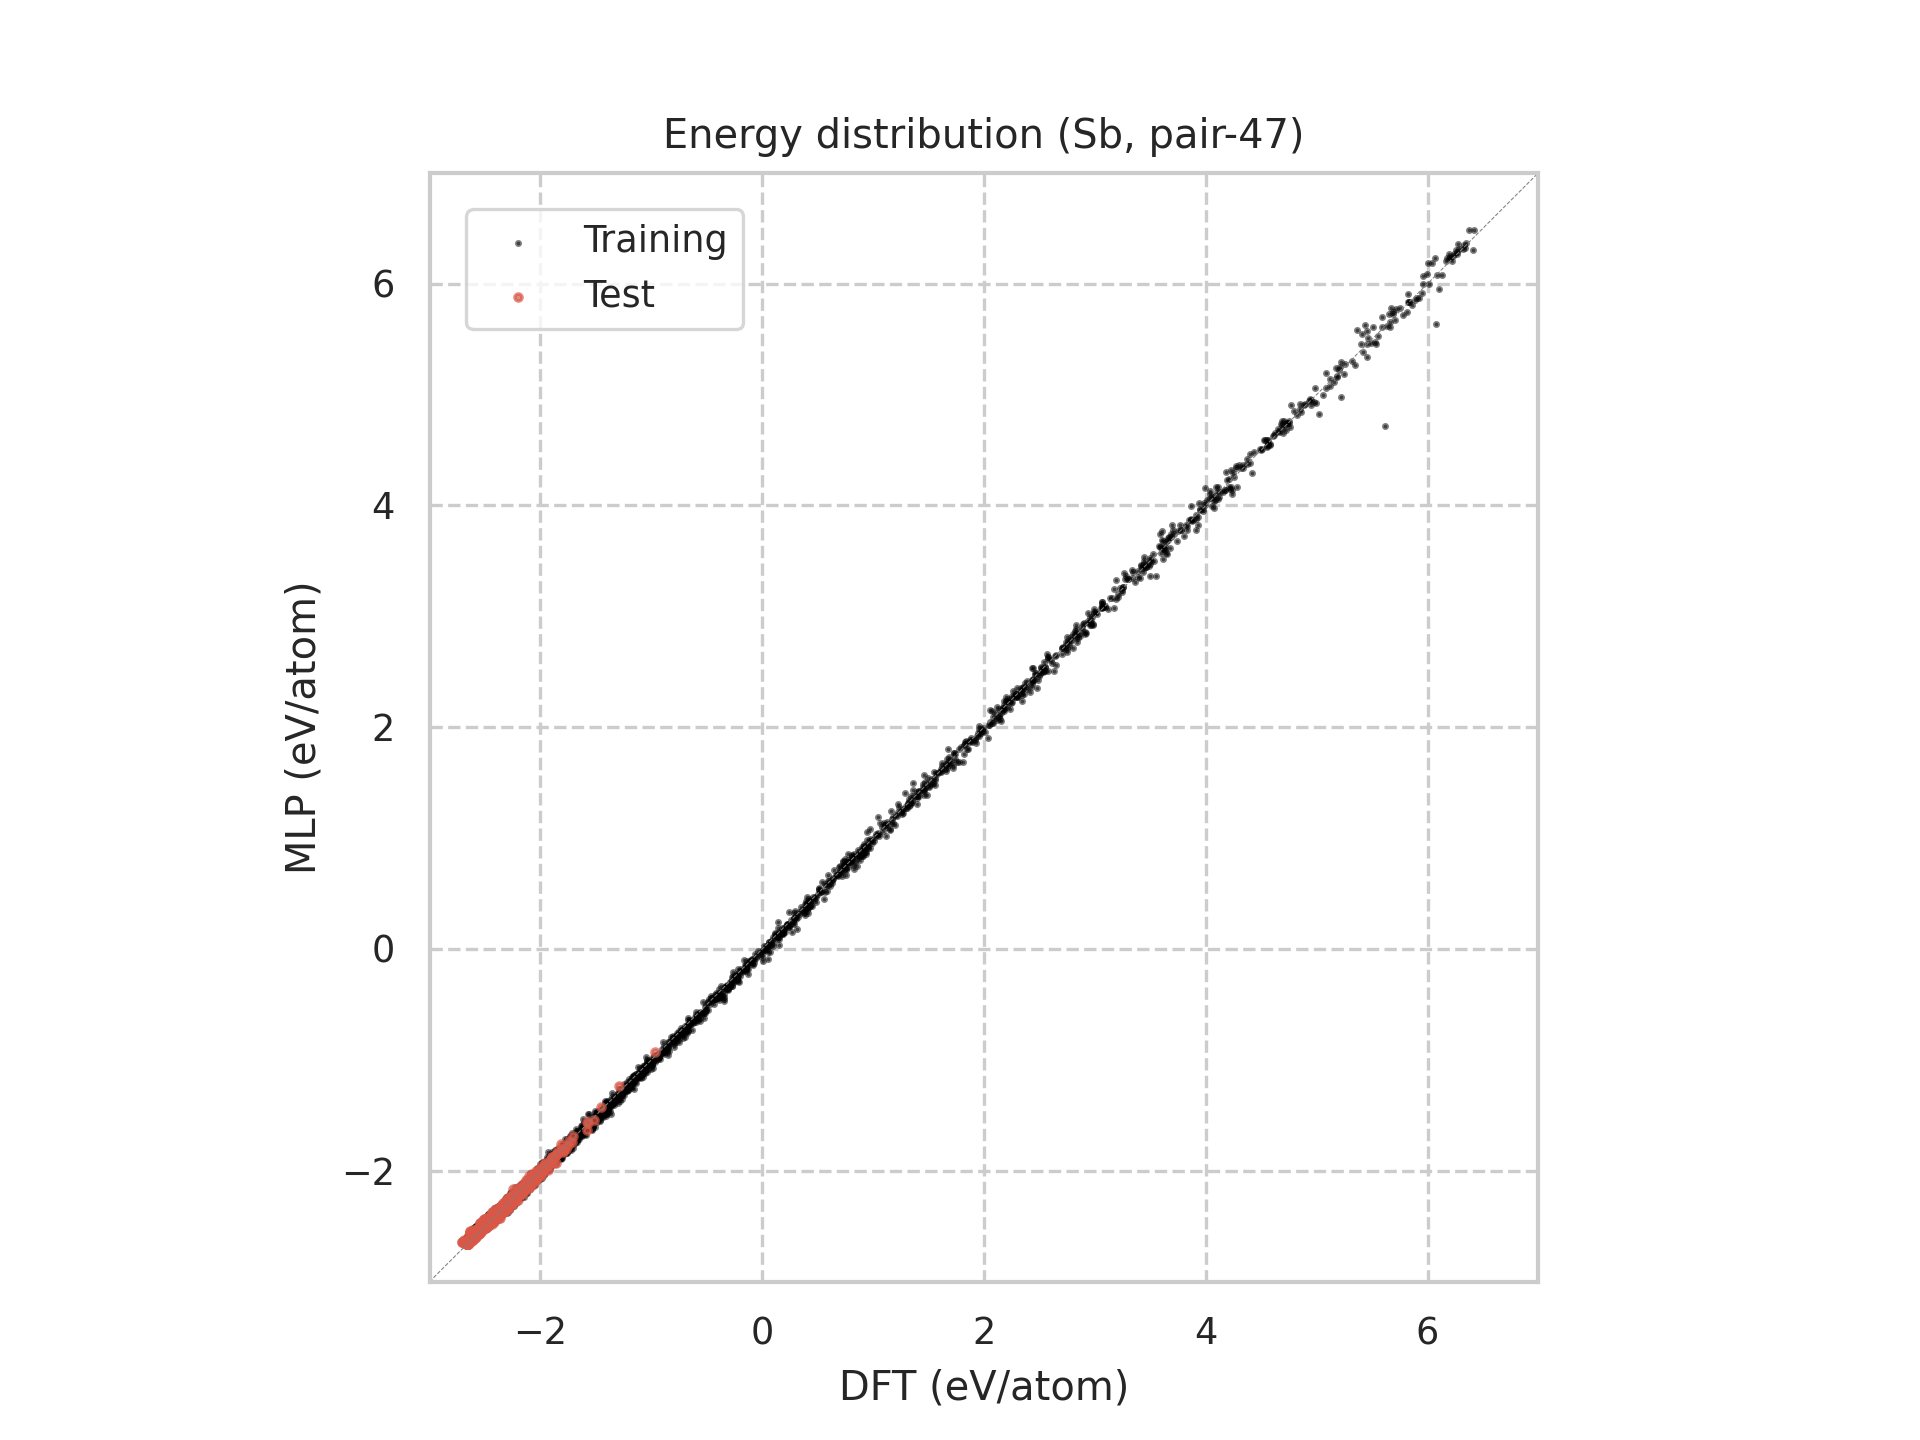 Energy distribution (Sb, pair-47)
Training
Test
6
4
2
0
−2
MLP (eV/atom)
−2 0 2 4 6
DFT (eV/atom)